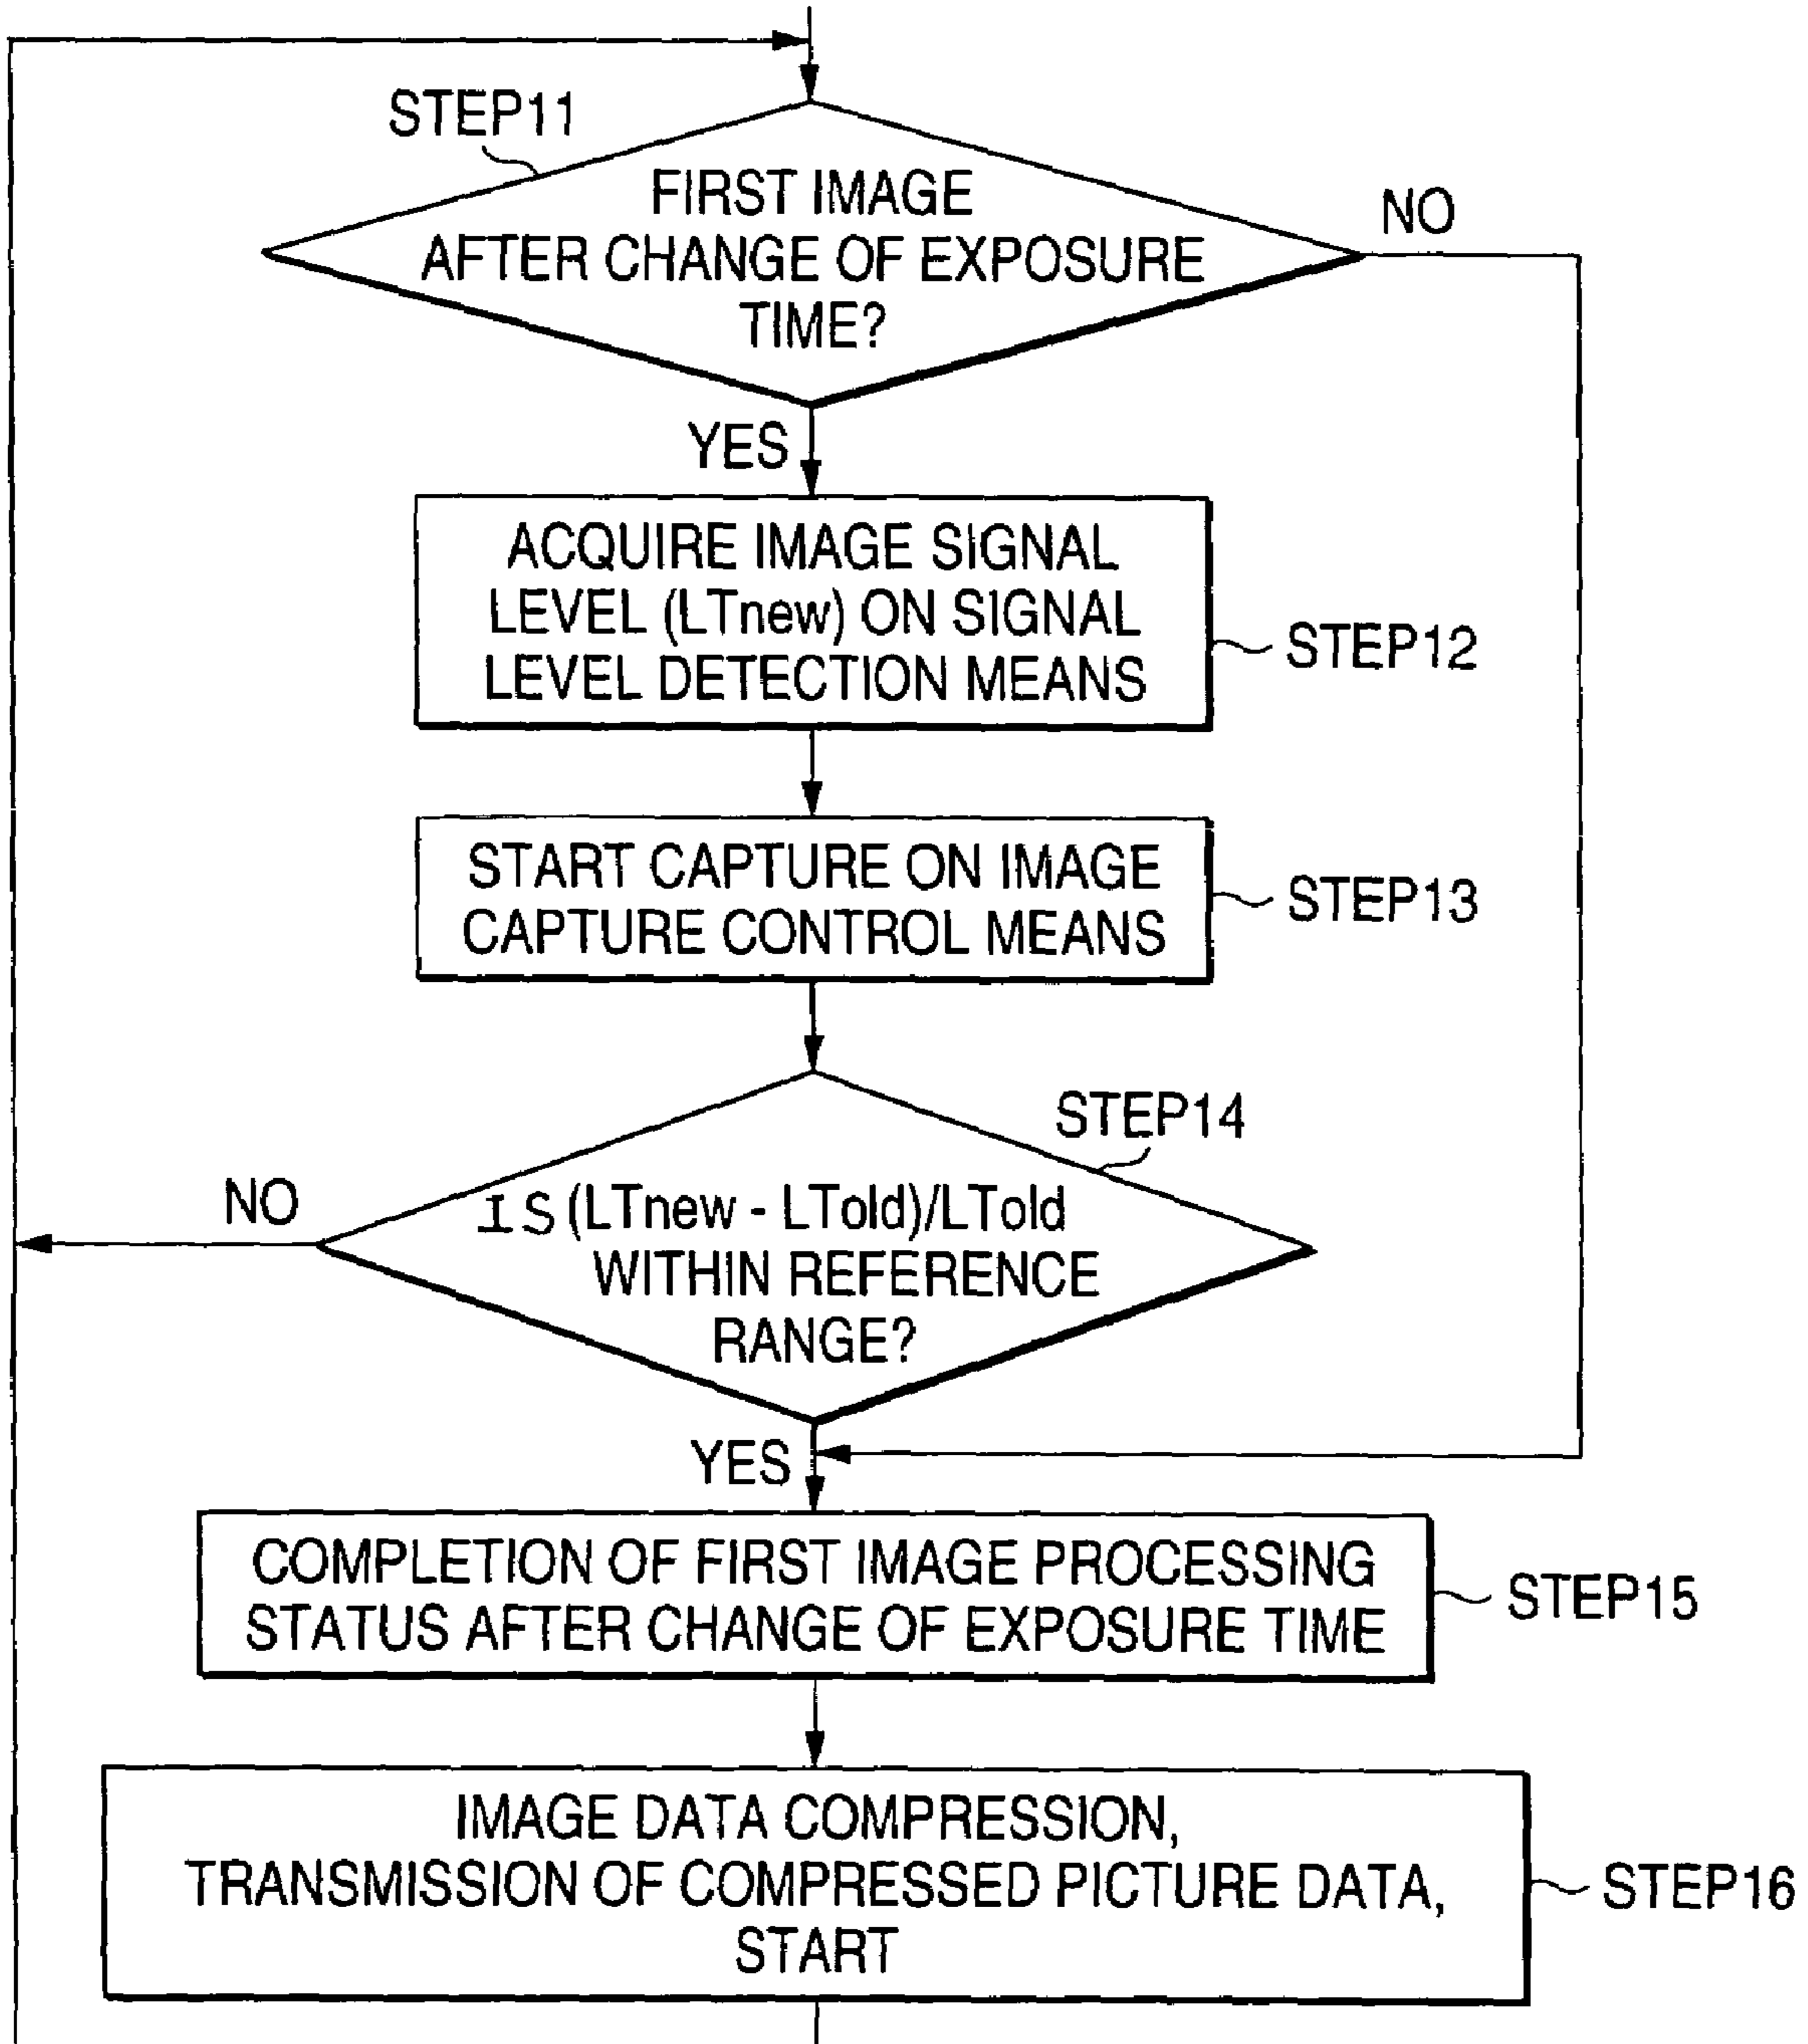 STEP11
FIRST IMAGE
AFTER CHANGE OF EXPOSURE
TIME?
NO
YES
ACQUIRE IMAGE SIGNAL
LEVEL (LTnew) ON SIGNAL
LEVEL DETECTION MEANS
STEP12
START CAPTURE ON IMAGE
CAPTURE CONTROL MEANS
STEP13
STEP14
NO
IS (LTnew - LTold)/LTold
WITHIN REFERENCE
RANGE?
YES
COMPLETION OF FIRST IMAGE PROCESSING
STATUS AFTER CHANGE OF EXPOSURE TIME
STEP15
IMAGE DATA COMPRESSION,
TRANSMISSION OF COMPRESSED PICTURE DATA,
START
STEP16